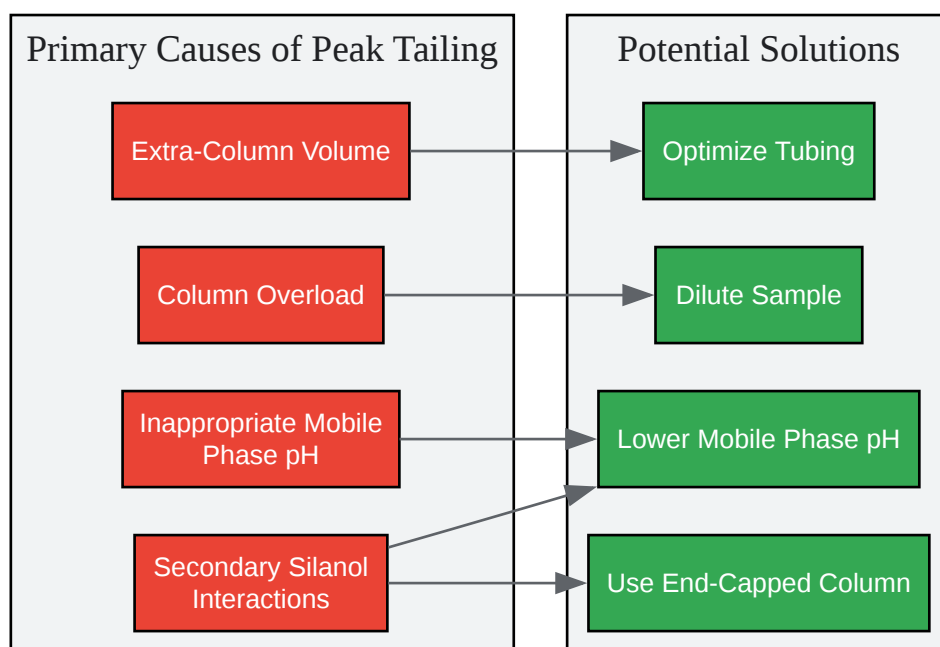 Primary Causes of Peak Tailing
Extra-Column Volume
Column Overload
Inappropriate Mobile
Phase pH
Secondary Silanol
Interactions
Potential Solutions
Optimize Tubing
Dilute Sample
Lower Mobile Phase pH
Use End-Capped Column